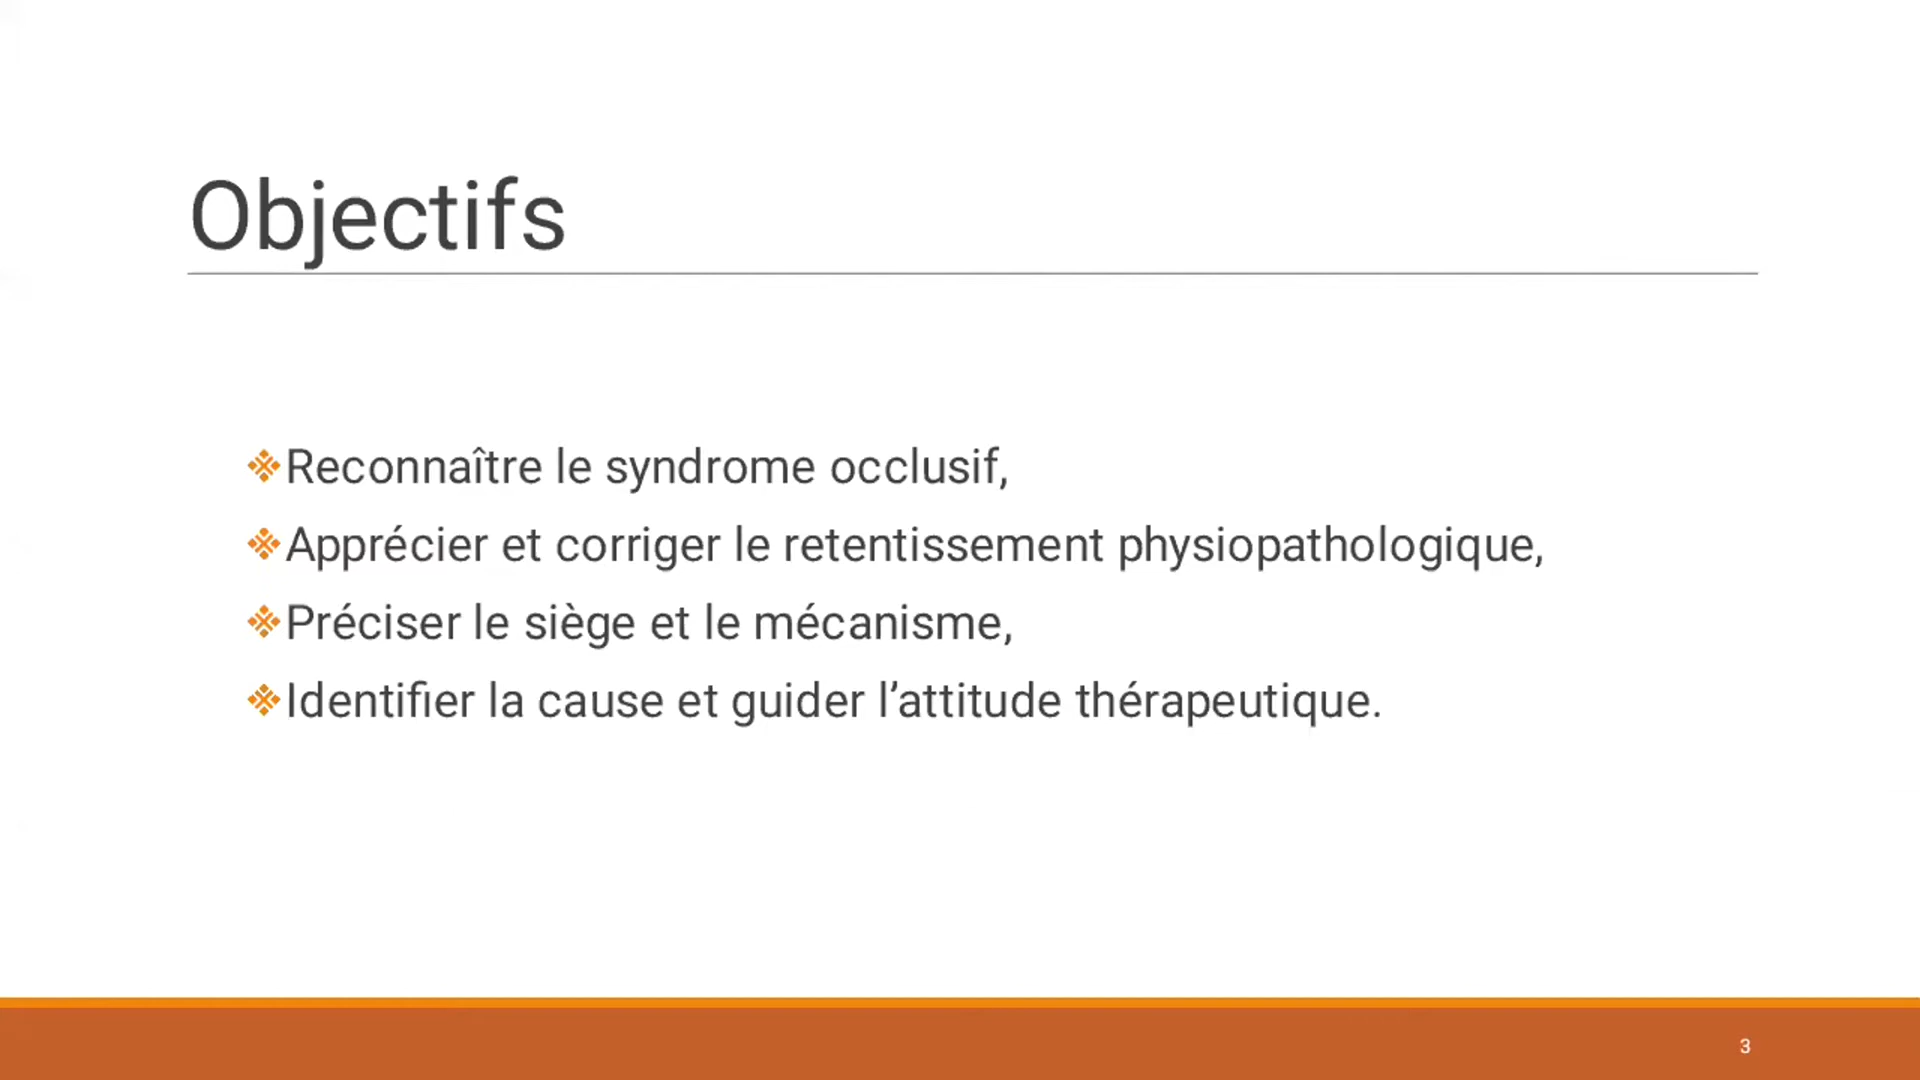 Objectifs
❖Reconnaître le syndrome occlusif,
❖Apprécier et corriger le retentissement physiopathologique,
❖Préciser le siège et le mécanisme,
❖Identifier la cause et guider l’attitude thérapeutique.
3